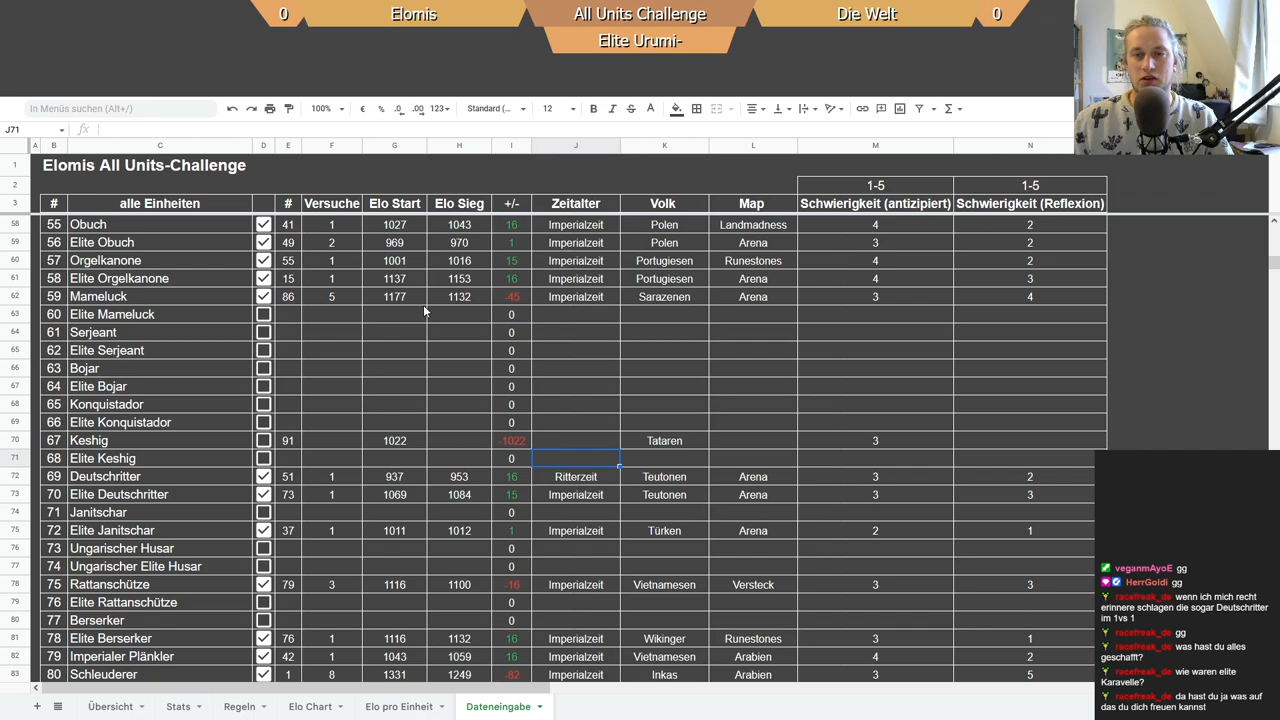 0 Elomis All Units Challenge Die Welt 0
Elite Urumi-
In Menüs suchen (Alt+/) 100% € % .0 .00 123 Standard (... 12 B I S A
J71 fx
A B C D E F G H I J K L M N
1 Elomis All Units-Challenge
2 1-5 1-5
3 # alle Einheiten # Versuche Elo Start Elo Sieg +/- Zeitalter Volk Map Schwierigkeit (antizipiert) Schwierigkeit (Reflexion)
58 55 Obuch 41 1 1027 1043 16 Imperialzeit Polen Landmadness 4 2
59 56 Elite Obuch 49 2 969 970 1 Imperialzeit Polen Arena 3 2
60 57 Orgelkanone 55 1 1001 1016 15 Imperialzeit Portugiesen Runestones 4 2
61 58 Elite Orgelkanone 15 1 1137 1153 16 Imperialzeit Portugiesen Arena 4 3
62 59 Mameluck 86 5 1177 1132 -45 Imperialzeit Sarazenen Arena 3 4
63 60 Elite Mameluck 0
64 61 Serjeant 0
65 62 Elite Serjeant 0
66 63 Bojar 0
67 64 Elite Bojar 0
68 65 Konquistador 0
69 66 Elite Konquistador 0
70 67 Keshig 91 1022 -1022 Tataren 3
71 68 Elite Keshig 0
72 69 Deutschritter 51 1 937 953 16 Ritterzeit Teutonen Arena 3 2
73 70 Elite Deutschritter 73 1 1069 1084 15 Imperialzeit Teutonen Arena 3 3
74 71 Janitschar 0
75 72 Elite Janitschar 37 1 1011 1012 1 Imperialzeit Türken Arena 2 1
76 73 Ungarischer Husar 0
77 74 Ungarischer Elite Husar 0
78 75 Rattanschütze 79 3 1116 1100 -16 Imperialzeit Vietnamesen Versteck 3 3
79 76 Elite Rattanschütze 0
80 77 Berserker 0
81 78 Elite Berserker 76 1 1116 1132 16 Imperialzeit Wikinger Runestones 3 1
82 79 Imperialer Plänkler 42 1 1043 1059 16 Imperialzeit Vietnamesen Arabien 4 2
83 80 Schleuderer 1 8 1331 1249 -82 Imperialzeit Inkas Arabien 3 5
Übersicht Stats Regeln Elo Chart Elo pro Einheit Dateneingabe
veganmAyoE gg
HerrGoldi gg
racefreak_de wenn ich mich recht
erinnere schlagen die sogar Deutschritter
im 1vs 1
racefreak_de gg
racefreak_de was hast du alles
geschafft?
racefreak_de wie waren elite
Karavelle?
racefreak_de da hast du ja was auf
das du dich freuen kannst